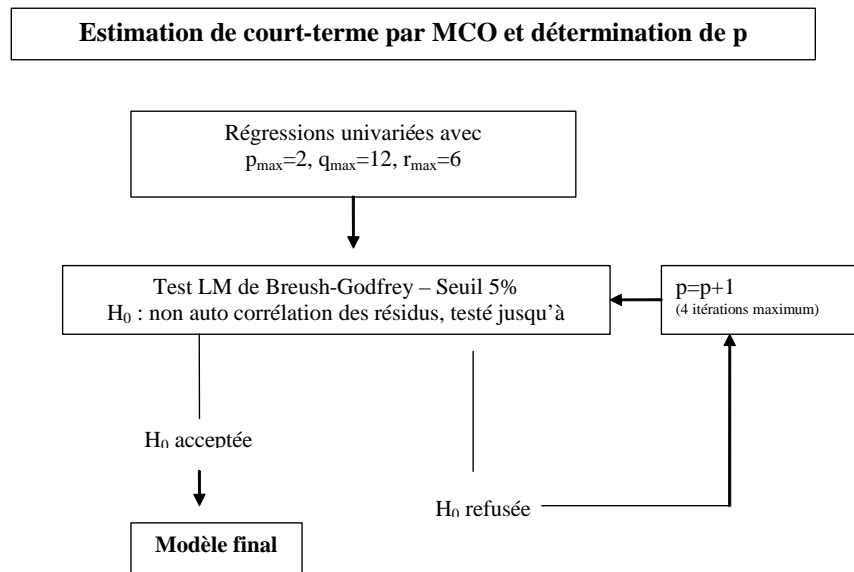 Estimation de court-terme par MCO et détermination de p
Régressions univariées avec
pmax=2, qmax=12, rmax=6
Test LM de Breush-Godfrey – Seuil 5%
H0 : non auto corrélation des résidus, testé jusqu'à
p=p+1
(4 itérations maximum)
H0 acceptée
H0 refusée
Modèle final